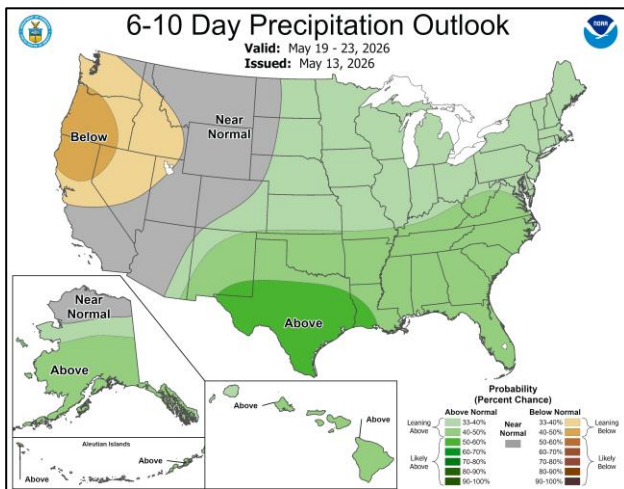 6-10 Day Precipitation Outlook
Valid: May 19 - 23, 2026
Issued: May 13, 2026
NOAA
Near
Normal
Below
Above
Near
Normal
Above
Aleutian Islands
Above
Above
Above
Above
Probability
(Percent Chance)
Above Normal
Below Normal
Leaning
Above
33-40%
40-50%
50-60%
Likely
Above
60-70%
70-80%
80-90%
90-100%
Near
Normal
33-40%
40-50%
50-60%
60-70%
70-80%
80-90%
90-100%
Leaning
Below
Likely
Below